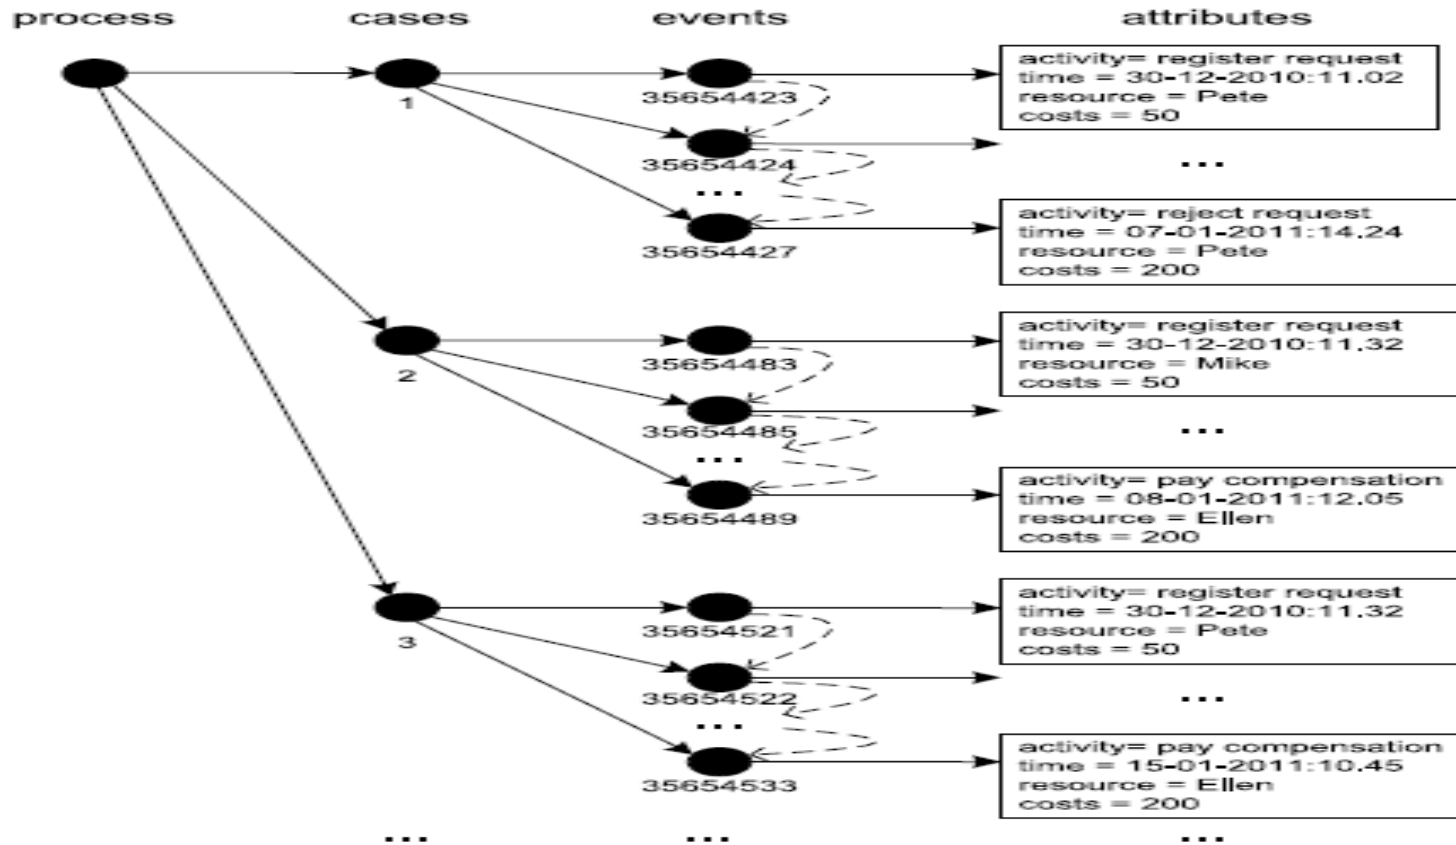 process cases events attributes
activity= register request
time = 30-12-2010:11.02
resource = Pete
costs = 50
1
35654423
35654424
...
...
activity= reject request
time = 07-01-2011:14.24
resource = Pete
costs = 200
35654427
activity= register request
time = 30-12-2010:11.32
resource = Mike
costs = 50
2
35654483
35654485
...
...
activity= pay compensation
time = 08-01-2011:12.05
resource = Ellen
costs = 200
35654489
activity= register request
time = 30-12-2010:11.32
resource = Pete
costs = 50
3
35654521
35654522
...
...
activity= pay compensation
time = 15-01-2011:10.45
resource = Ellen
costs = 200
35654533
... ... ...